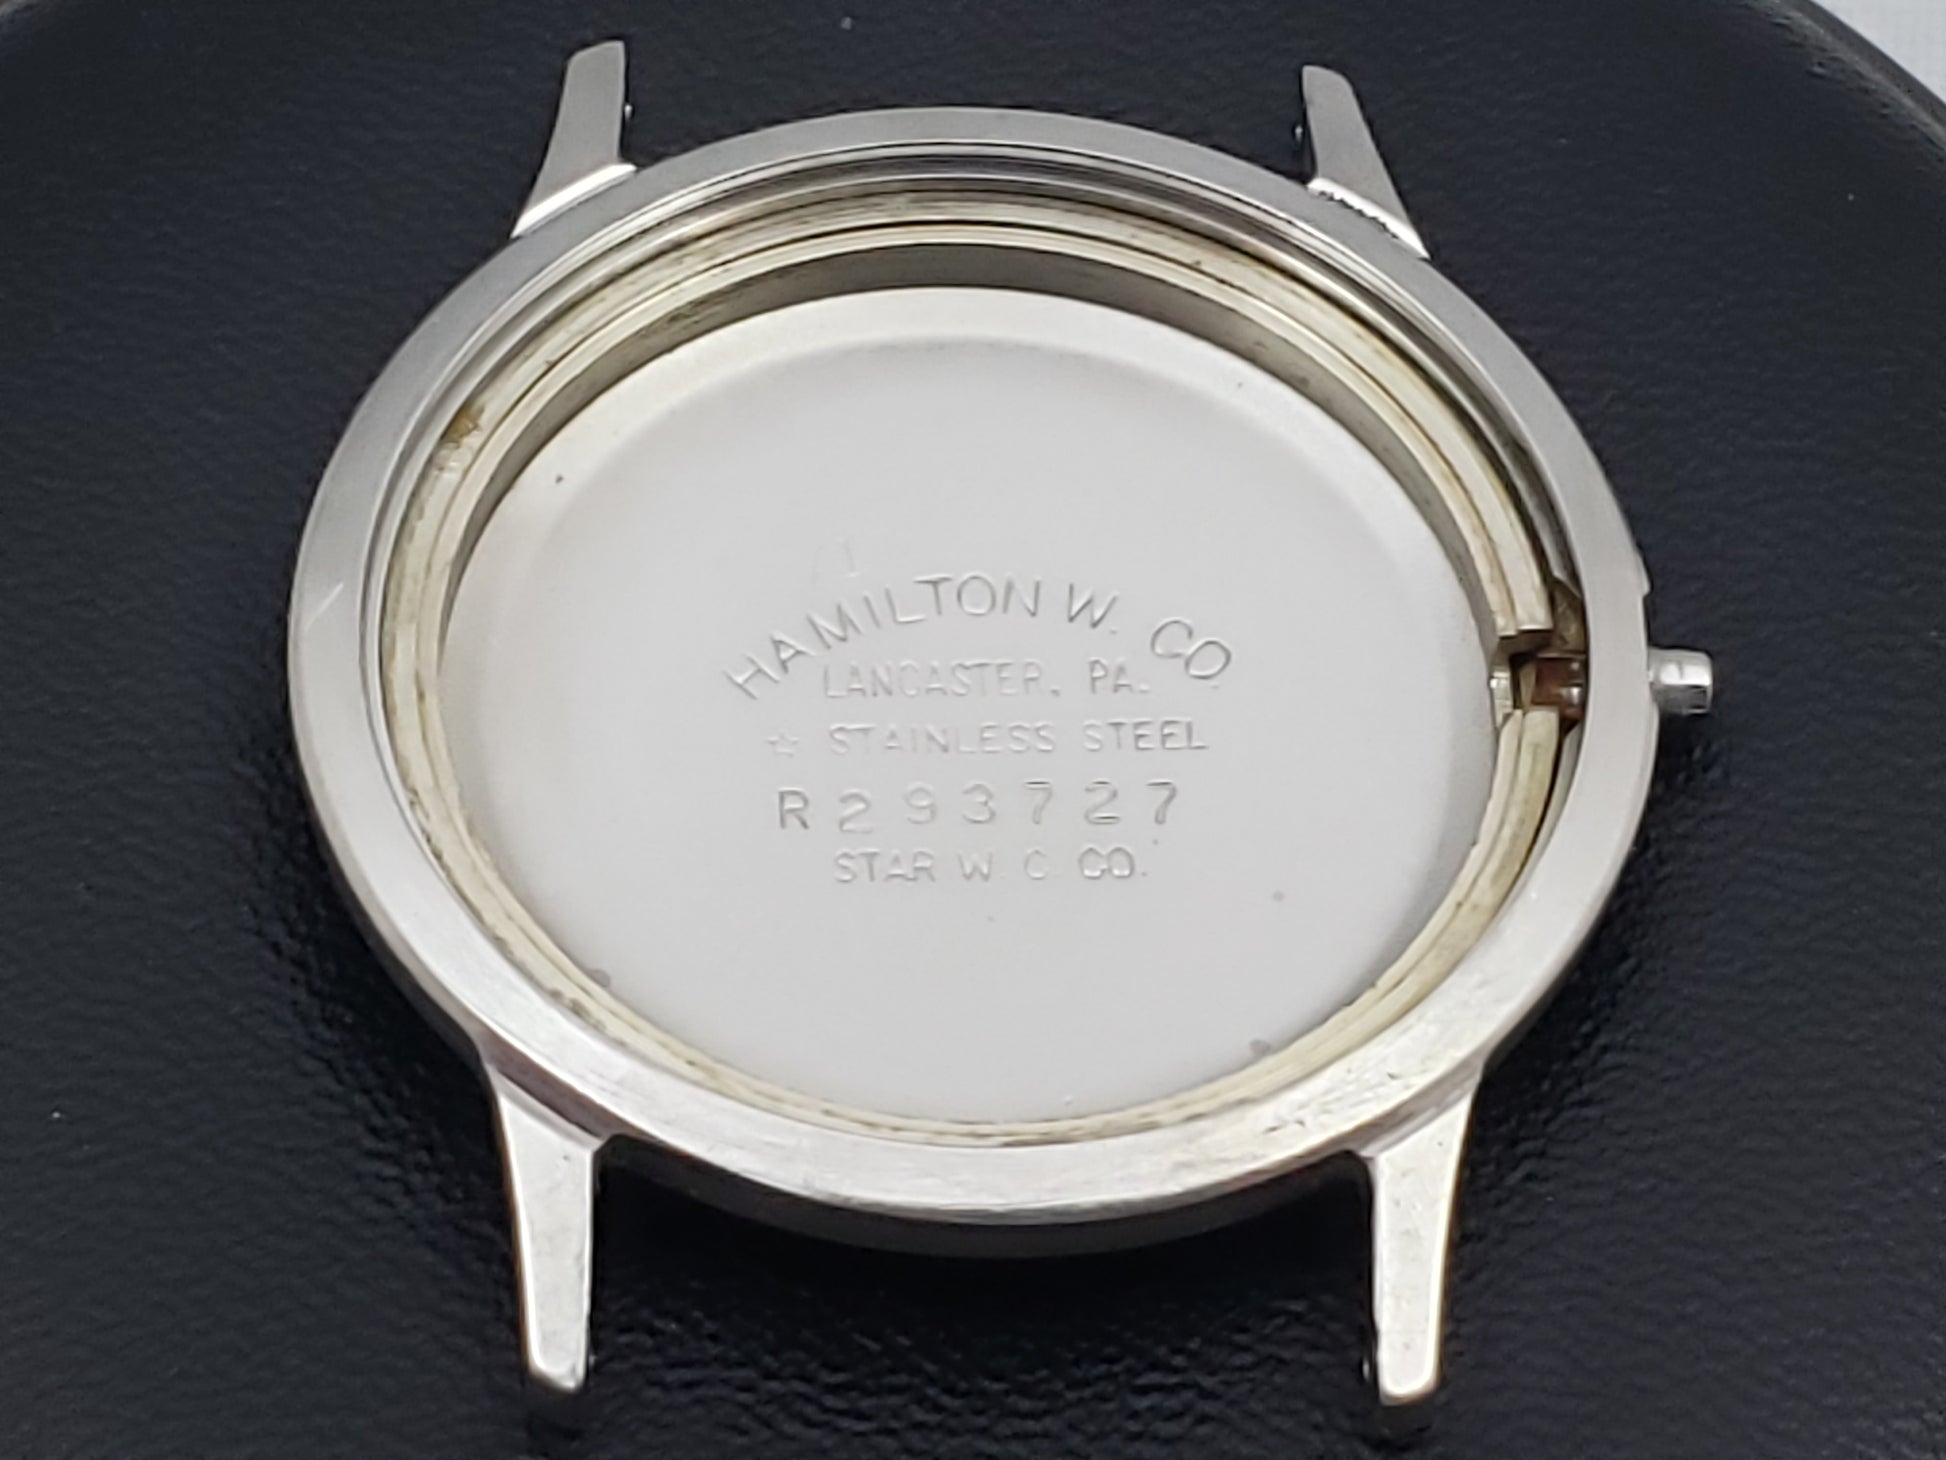 HAMILTON W. CO.
LANCASTER, PA.
☆ STAINLESS STEEL
R293727
STAR W. C. CO.